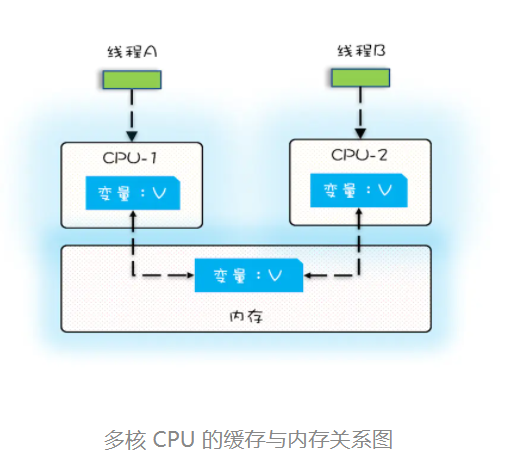 线程A
线程B
CPU-1
CPU-2
变量：V
变量：V
变量：V
内存
多核 CPU 的缓存与内存关系图